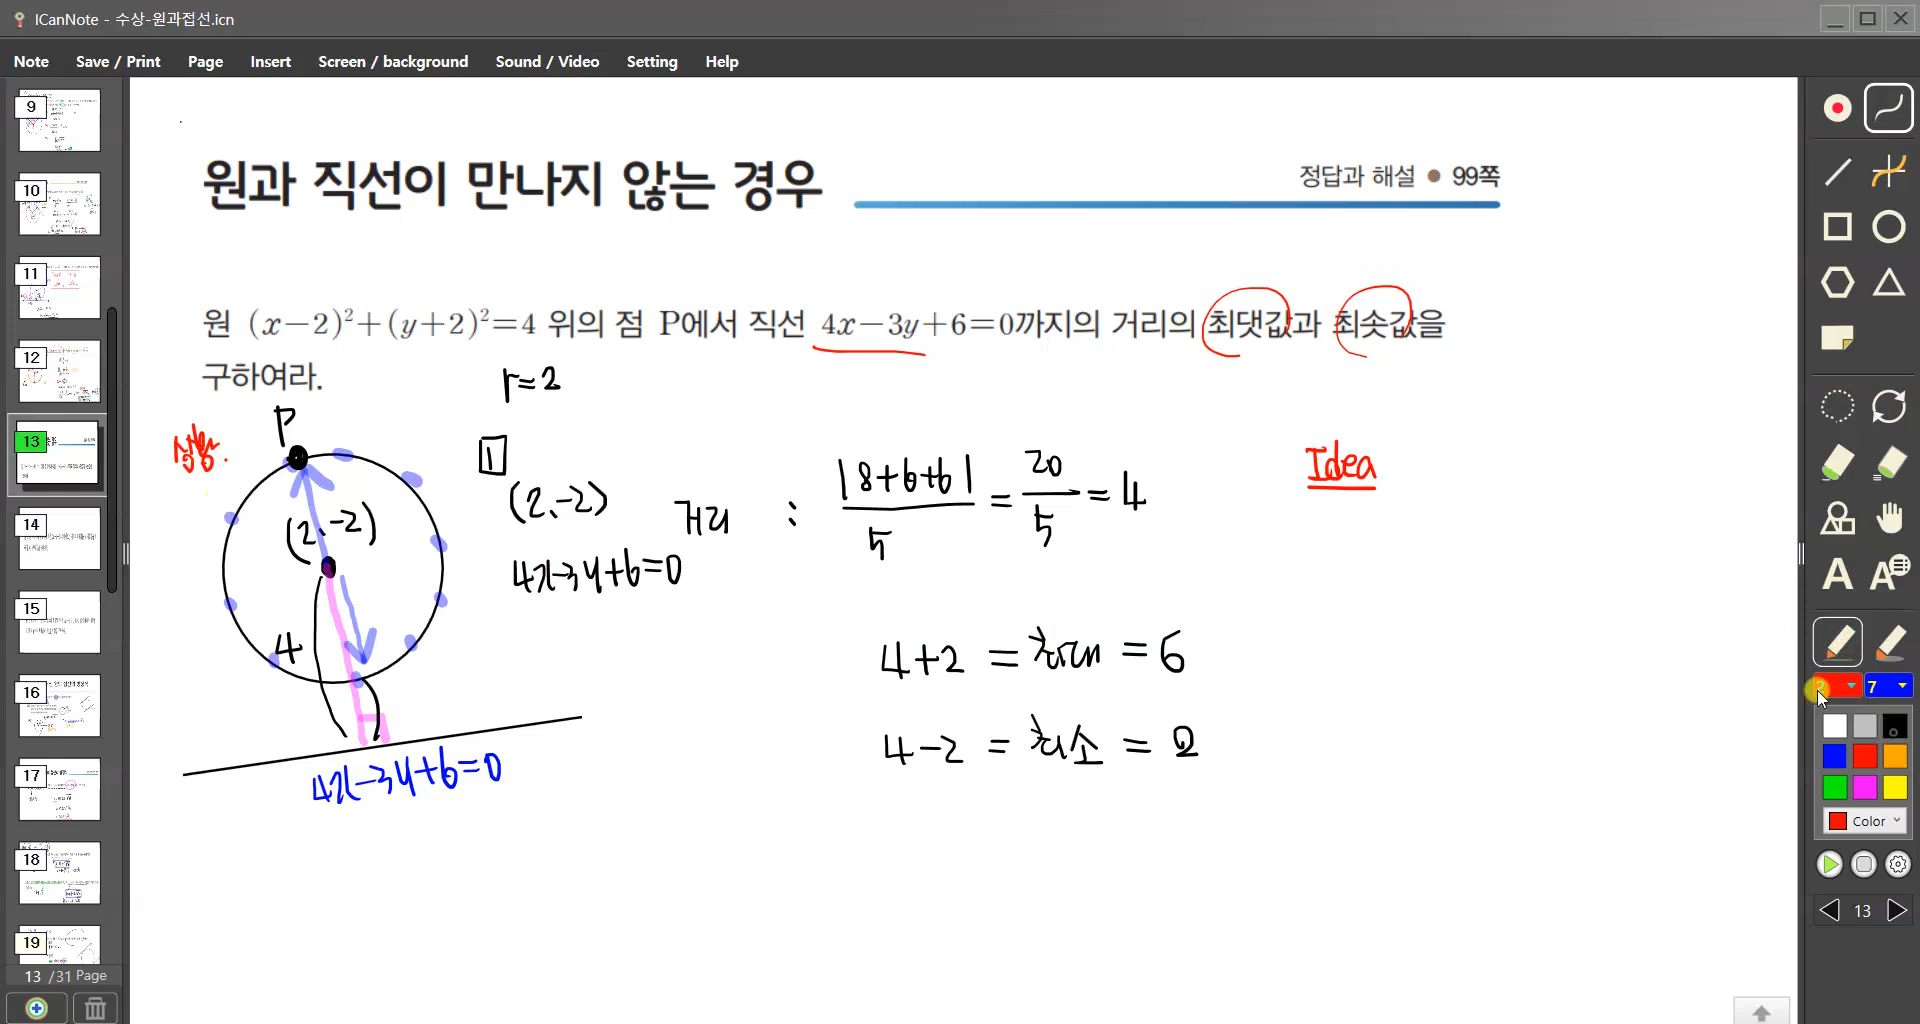 ICanNote - 수상-원과접선.icn
Note Save / Print Page Insert Screen / background Sound / Video Setting Help
원과 직선이 만나지 않는 경우
정답과 해설 ● 99쪽
원 (x−2)²+(y+2)²=4 위의 점 P에서 직선 4x−3y+6=0까지의 거리의 최댓값과 최솟값을
구하여라.
r=2
P
상황.
1
(2,-2)
4x-3y+6=0
거리 : |8+6+6| / 5 = 20 / 5 = 4
Idea
(2,-2)
4
4+2 = 최대 = 6
4-2 = 최소 = 2
4x-3y+6=0
9
10
11
12
13
14
15
16
17
18
19
13 / 31 Page
A A
7
Color
13